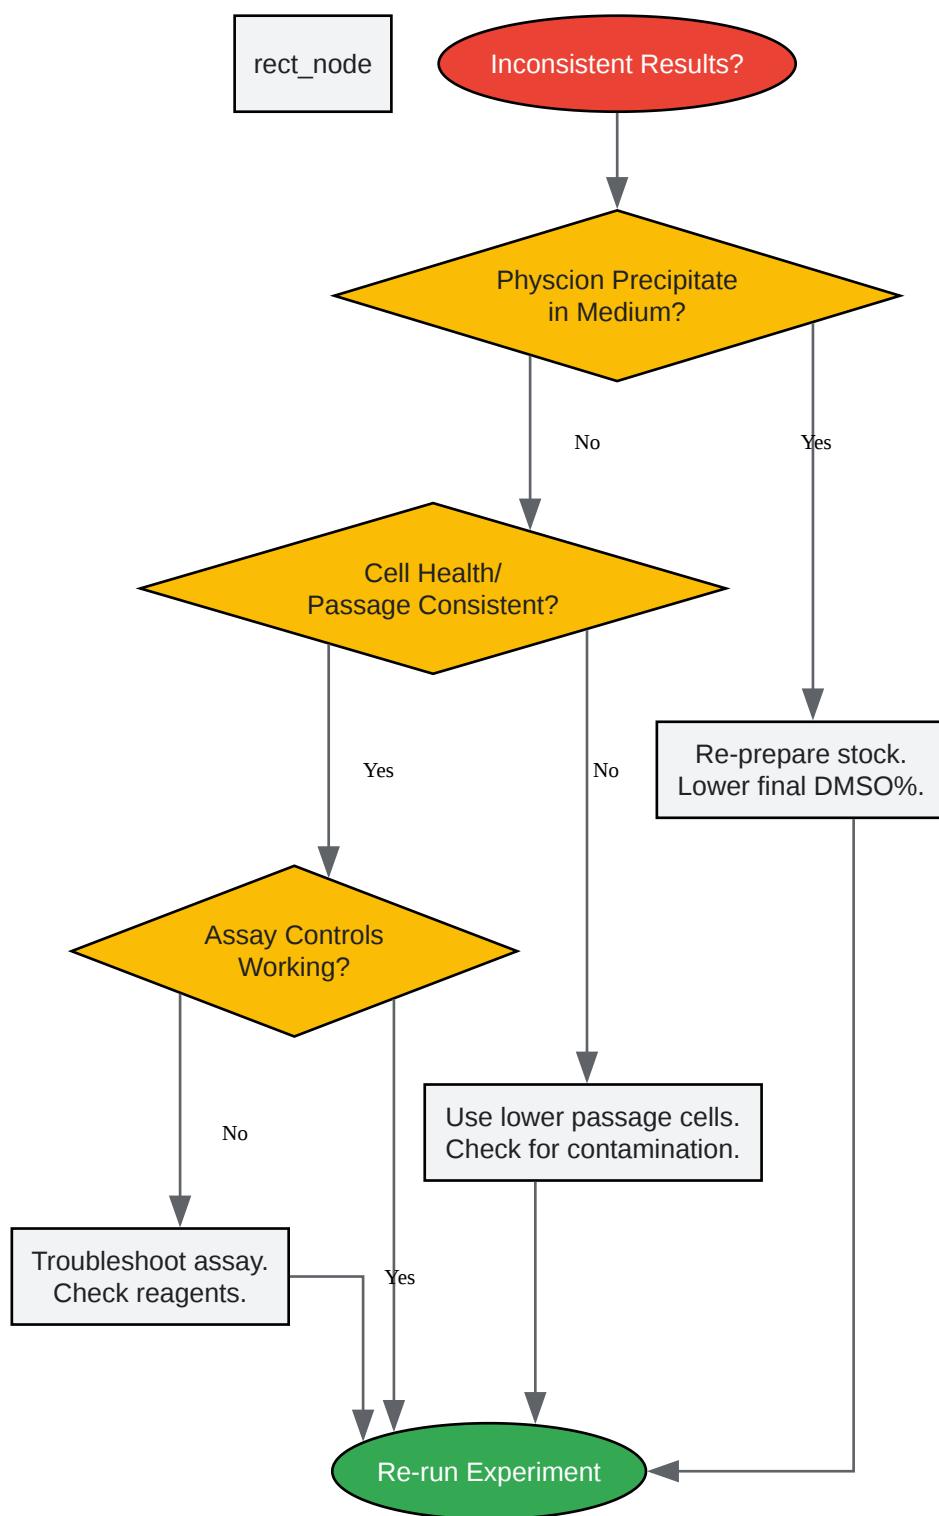 rect_node
Inconsistent Results?
Physcion Precipitate
in Medium?
No
Yes
Cell Health/
Passage Consistent?
Yes
No
Re-prepare stock.
Lower final DMSO%.
Assay Controls
Working?
No
Use lower passage cells.
Check for contamination.
Troubleshoot assay.
Check reagents.
Yes
Re-run Experiment